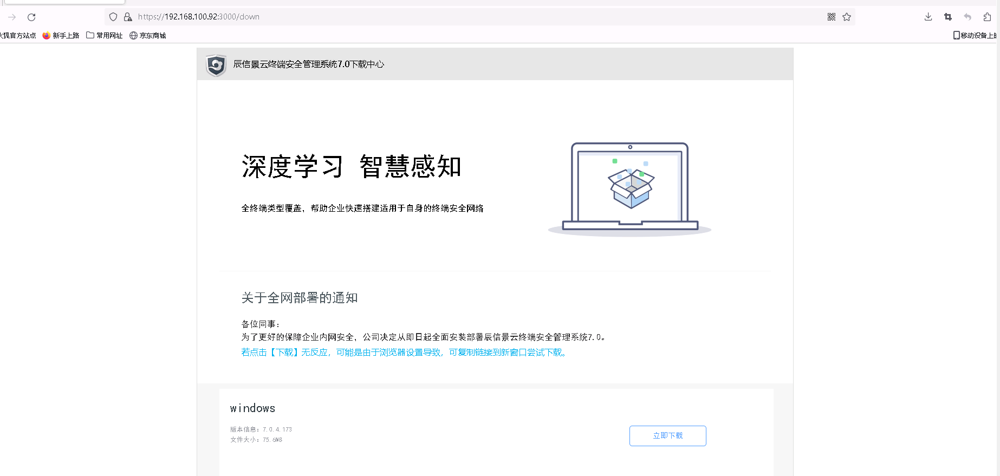 https://192.168.100.92:3000/down
火狐官方站点 新手上路 常用网址 京东商城 移动设备上的
辰信景云终端安全管理系统7.0下载中心
深度学习 智慧感知
全终端类型覆盖，帮助企业快速搭建适用于自身的终端安全网络
关于全网部署的通知
各位同事：
为了更好的保障企业内网安全，公司决定从即日起全面安装部署辰信景云终端安全管理系统7.0。
若点击【下载】无反应，可能是由于浏览器设置导致，可复制链接到新窗口尝试下载。
windows
版本信息：7.0.4.173
文件大小：75.6MB
立即下载